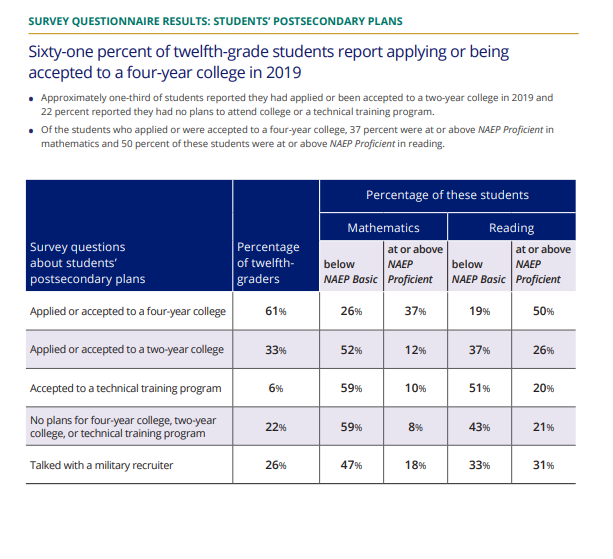 SURVEY QUESTIONNAIRE RESULTS: STUDENTS' POSTSECONDARY PLANS
Sixty-one percent of twelfth-grade students report applying or being
accepted to a four-year college in 2019
• Approximately one-third of students reported they had applied or been accepted to a two-year college in 2019 and
22 percent reported they had no plans to attend college or a technical training program.
• Of the students who applied or were accepted to a four-year college, 37 percent were at or above NAEP Proficient in
mathematics and 50 percent of these students were at or above NAEP Proficient in reading.
Percentage of these students
Mathematics Reading
Survey questions
about students'
postsecondary plans
Percentage
of twelfth-
graders
below
NAEP Basic
at or above
NAEP
Proficient
below
NAEP Basic
at or above
NAEP
Proficient
Applied or accepted to a four-year college 61% 26% 37% 19% 50%
Applied or accepted to a two-year college 33% 52% 12% 37% 26%
Accepted to a technical training program 6% 59% 10% 51% 20%
No plans for four-year college, two-year
college, or technical training program 22% 59% 8% 43% 21%
Talked with a military recruiter 26% 47% 18% 33% 31%